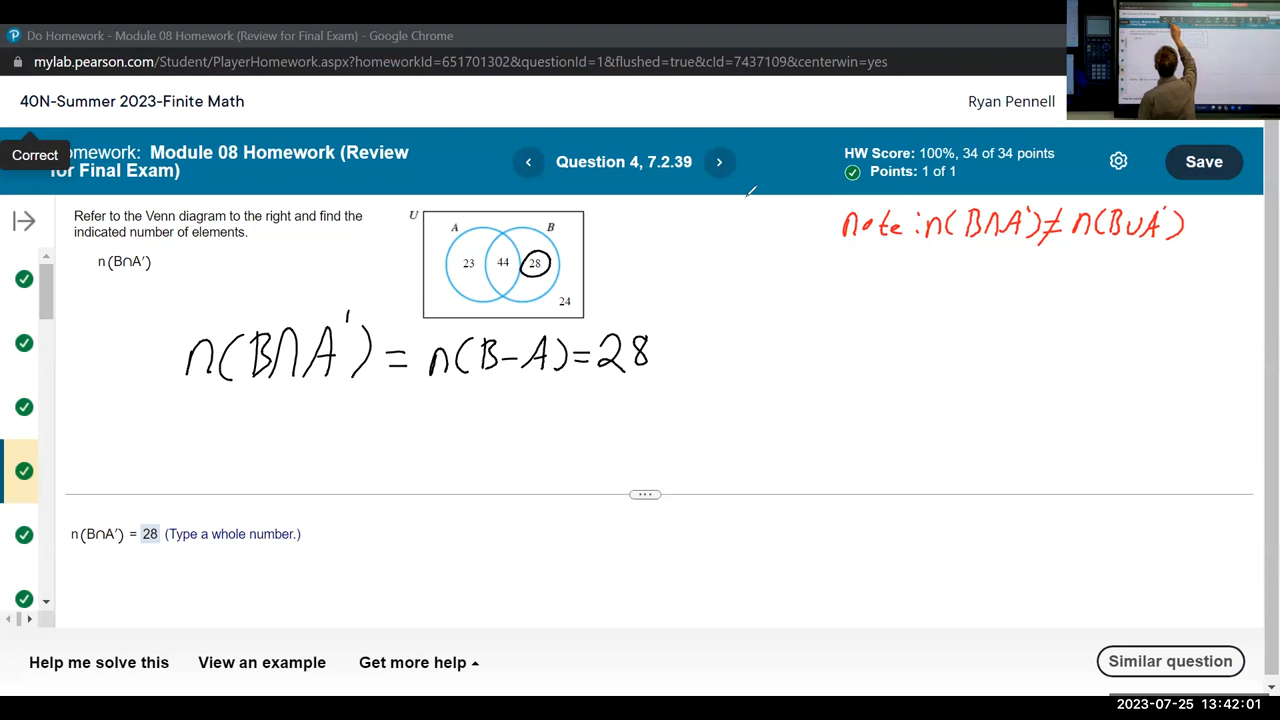 Do Homework - Module 08 Homework (Review for Final Exam) - Google Ch
mylab.pearson.com/Student/PlayerHomework.aspx?homeworkId=651701302&questionId=1&flushed=true&cId=7437109&centerwin=yes
40N-Summer 2023-Finite Math
Ryan Pennell
Correct
omework: Module 08 Homework (Review
for Final Exam)
Question 4, 7.2.39
HW Score: 100%, 34 of 34 points
Points: 1 of 1
Save
Refer to the Venn diagram to the right and find the
indicated number of elements.
n(B∩A′)
U
A
B
23
44
28
24
note: n(B∩A′)≠n(B∪A′)
n(B∩A′) = n(B-A)=28
n(B∩A′) = 28 (Type a whole number.)
Help me solve this
View an example
Get more help
Similar question
2023-07-25 13:42:01